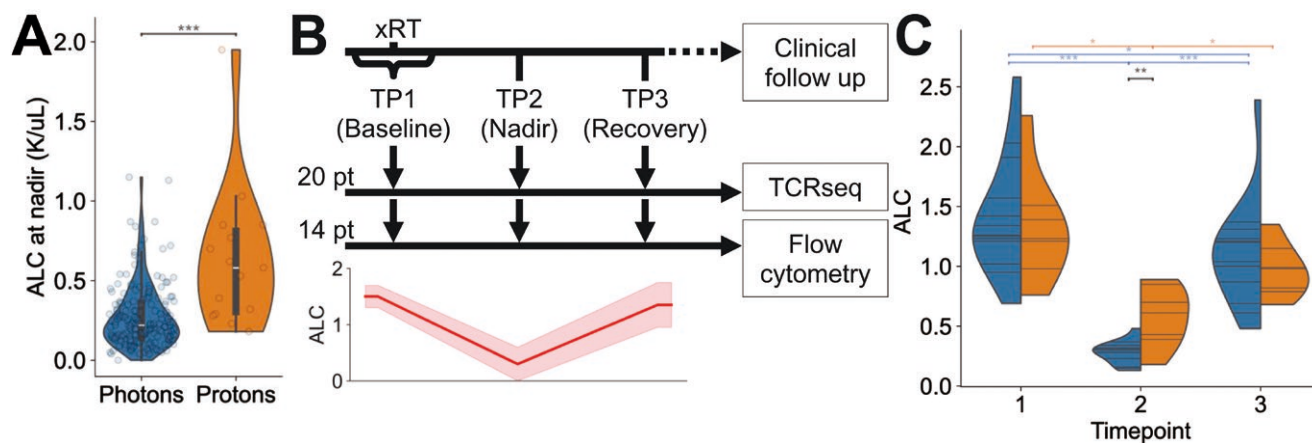 A
***
2.0
1.5
1.0
0.5
0.0
ALC at nadir (K/uL)
Photons
Protons
B
xRT
Clinical
follow up
TP1
(Baseline)
TP2
(Nadir)
TP3
(Recovery)
20 pt
TCRseq
14 pt
Flow
cytometry
2
1
0
ALC
C
*
*
*
***
***
**
2.5
2.0
1.5
1.0
0.5
0.0
ALC
1
2
3
Timepoint